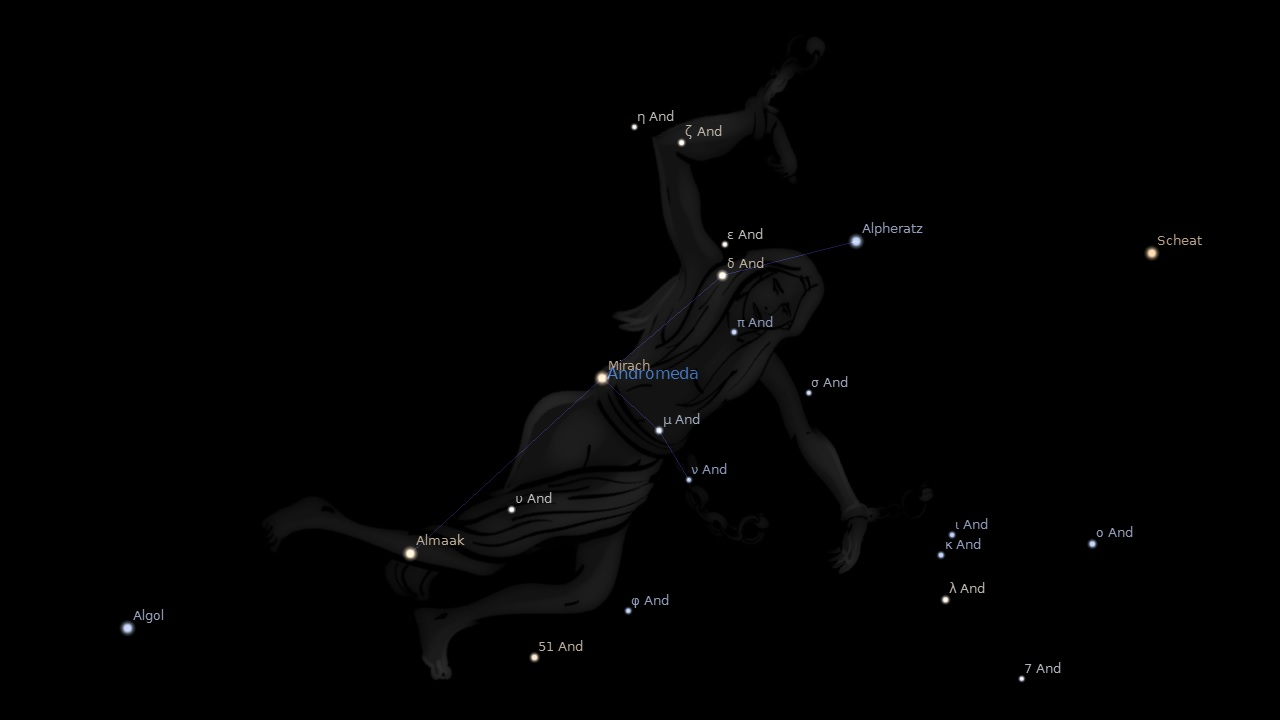 η And
ζ And
Alpheratz
ε And
Scheat
δ And
π And
Mirach
Andromeda
σ And
μ And
ν And
υ And
ι And
ο And
Almaak
κ And
λ And
φ And
Algol
51 And
7 And